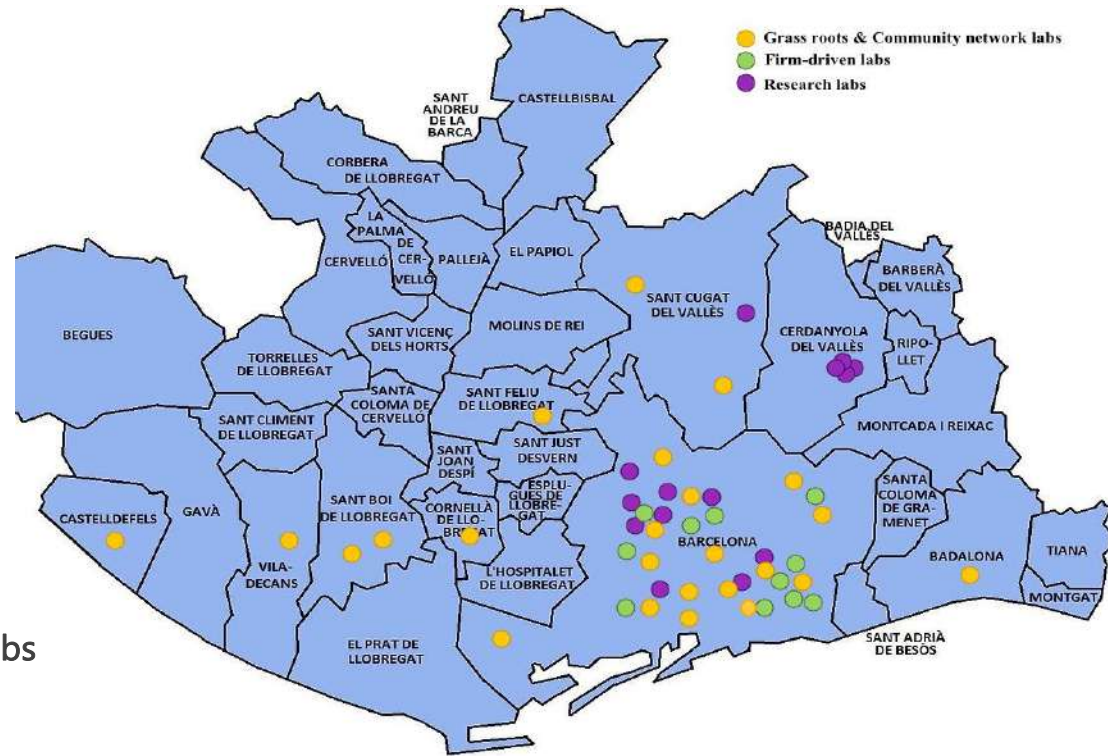 Grass roots & Community network labs
Firm-driven labs
Research labs
SANT
ANDREU
DE LA
BARCA
CASTELLBISBAL
CORBERA
DE LLOBREGAT
LA
PALMA
DE
CER-
VELLÓ
CERVELLÓ
PALLEJÀ
EL PAPIOL
BADIA DEL
VALLÈS
BARBERÀ
DEL VALLÈS
SANT CUGAT
DEL VALLÈS
BEGUES
MOLINS DE REI
SANT VICENÇ
DELS HORTS
CERDANYOLA
DEL VALLÈS
RIPO-
LLET
TORRELLES
DE LLOBREGAT
SANTA
COLOMA DE
CERVELLÓ
SANT FELIU
DE LLOBREGAT
SANT CLIMENT
DE LLOBREGAT
MONTCADA I REIXAC
SANT JUST
DESVERN
SANT
JOAN
DESPÍ
ESPLU-
GUES DE
LLOBRE-
GAT
SANTA
COLOMA
DE GRA-
MENET
CASTELLDEFELS
GAVÀ
SANT BOI
DE LLOBREGAT
CORNELLÀ
DE LLO-
BREGAT
BARCELONA
BADALONA
TIANA
VILA-
DECANS
L'HOSPITALET
DE LLOBREGAT
MONTGAT
EL PRAT DE
LLOBREGAT
SANT ADRIÀ
DE BESÒS
bs